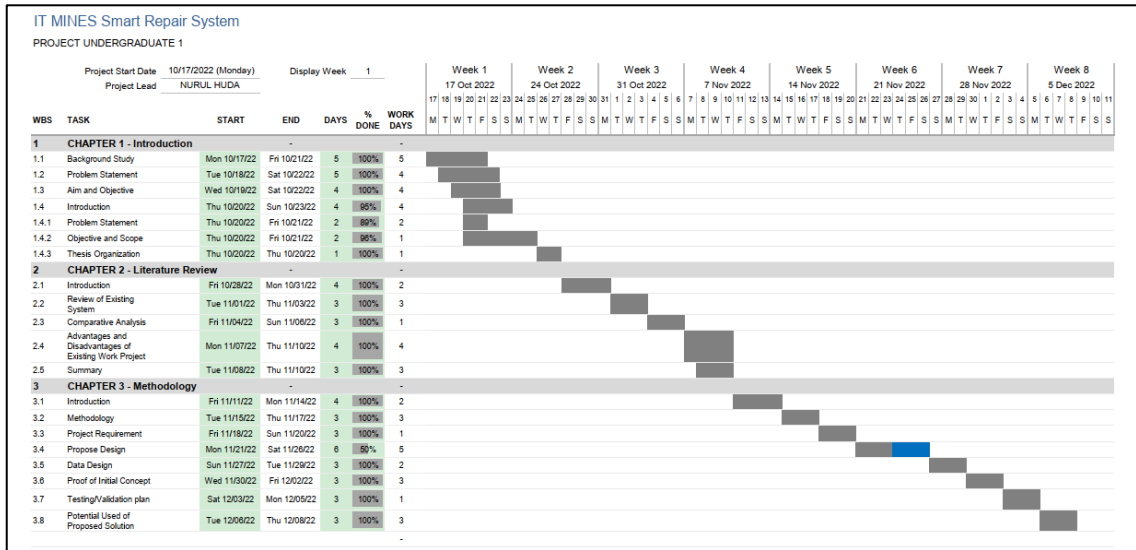 IT MINES Smart Repair System
PROJECT UNDERGRADUATE 1
Project Start Date 10/17/2022 (Monday) Display Week 1 Week 1 Week 2 Week 3 Week 4 Week 5 Week 6 Week 7 Week 8
Project Lead NURUL HUDA 17 Oct 2022 24 Oct 2022 31 Oct 2022 7 Nov 2022 14 Nov 2022 21 Nov 2022 28 Nov 2022 5 Dec 2022
17 18 19 20 21 22 23 24 25 26 27 28 29 30 31 1 2 3 4 5 6 7 8 9 10 11 12 13 14 15 16 17 18 19 20 21 22 23 24 25 26 27 28 29 30 1 2 3 4 5 6 7 8 9 10 11
WBS TASK START END DAYS % DONE WORK DAYS M T W T F S S M T W T F S S M T W T F S S M T W T F S S M T W T F S S M T W T F S S M T W T F S S M T W T F S S
1 CHAPTER 1 - Introduction - -
1.1 Background Study Mon 10/17/22 Fri 10/21/22 5 100% 5
1.2 Problem Statement Tue 10/18/22 Sat 10/22/22 5 100% 4
1.3 Aim and Objective Wed 10/19/22 Sat 10/22/22 4 100% 4
1.4 Introduction Thu 10/20/22 Sun 10/23/22 4 95% 4
1.4.1 Problem Statement Thu 10/20/22 Fri 10/21/22 2 89% 2
1.4.2 Objective and Scope Thu 10/20/22 Fri 10/21/22 2 96% 1
1.4.3 Thesis Organization Thu 10/20/22 Thu 10/20/22 1 100% 1
2 CHAPTER 2 - Literature Review - -
2.1 Introduction Fri 10/28/22 Mon 10/31/22 4 100% 2
2.2 Review of Existing System Tue 11/01/22 Thu 11/03/22 3 100% 3
2.3 Comparative Analysis Fri 11/04/22 Sun 11/06/22 3 100% 1
2.4 Advantages and Disadvantages of Existing Work Project Mon 11/07/22 Thu 11/10/22 4 100% 4
2.5 Summary Tue 11/08/22 Thu 11/10/22 3 100% 3
3 CHAPTER 3 - Methodology - -
3.1 Introduction Fri 11/11/22 Mon 11/14/22 4 100% 2
3.2 Methodology Tue 11/15/22 Thu 11/17/22 3 100% 3
3.3 Project Requirement Fri 11/18/22 Sun 11/20/22 3 100% 1
3.4 Propose Design Mon 11/21/22 Sat 11/26/22 6 50% 5
3.5 Data Design Sun 11/27/22 Tue 11/29/22 3 100% 2
3.6 Proof of Initial Concept Wed 11/30/22 Fri 12/02/22 3 100% 3
3.7 Testing/Validation plan Sat 12/03/22 Mon 12/05/22 3 100% 1
3.8 Potential Used of Proposed Solution Tue 12/06/22 Thu 12/08/22 3 100% 3
-